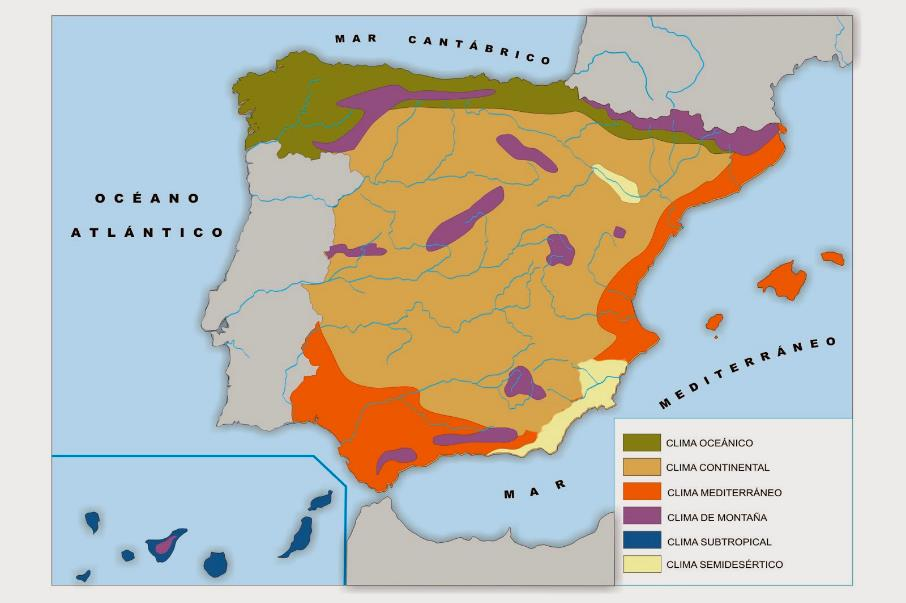 MAR CANTÁBRICO
OCÉANO
ATLÁNTICO
MAR MEDITERRÁNEO
CLIMA OCEÁNICO
CLIMA CONTINENTAL
CLIMA MEDITERRÁNEO
CLIMA DE MONTAÑA
CLIMA SUBTROPICAL
CLIMA SEMIDESÉRTICO